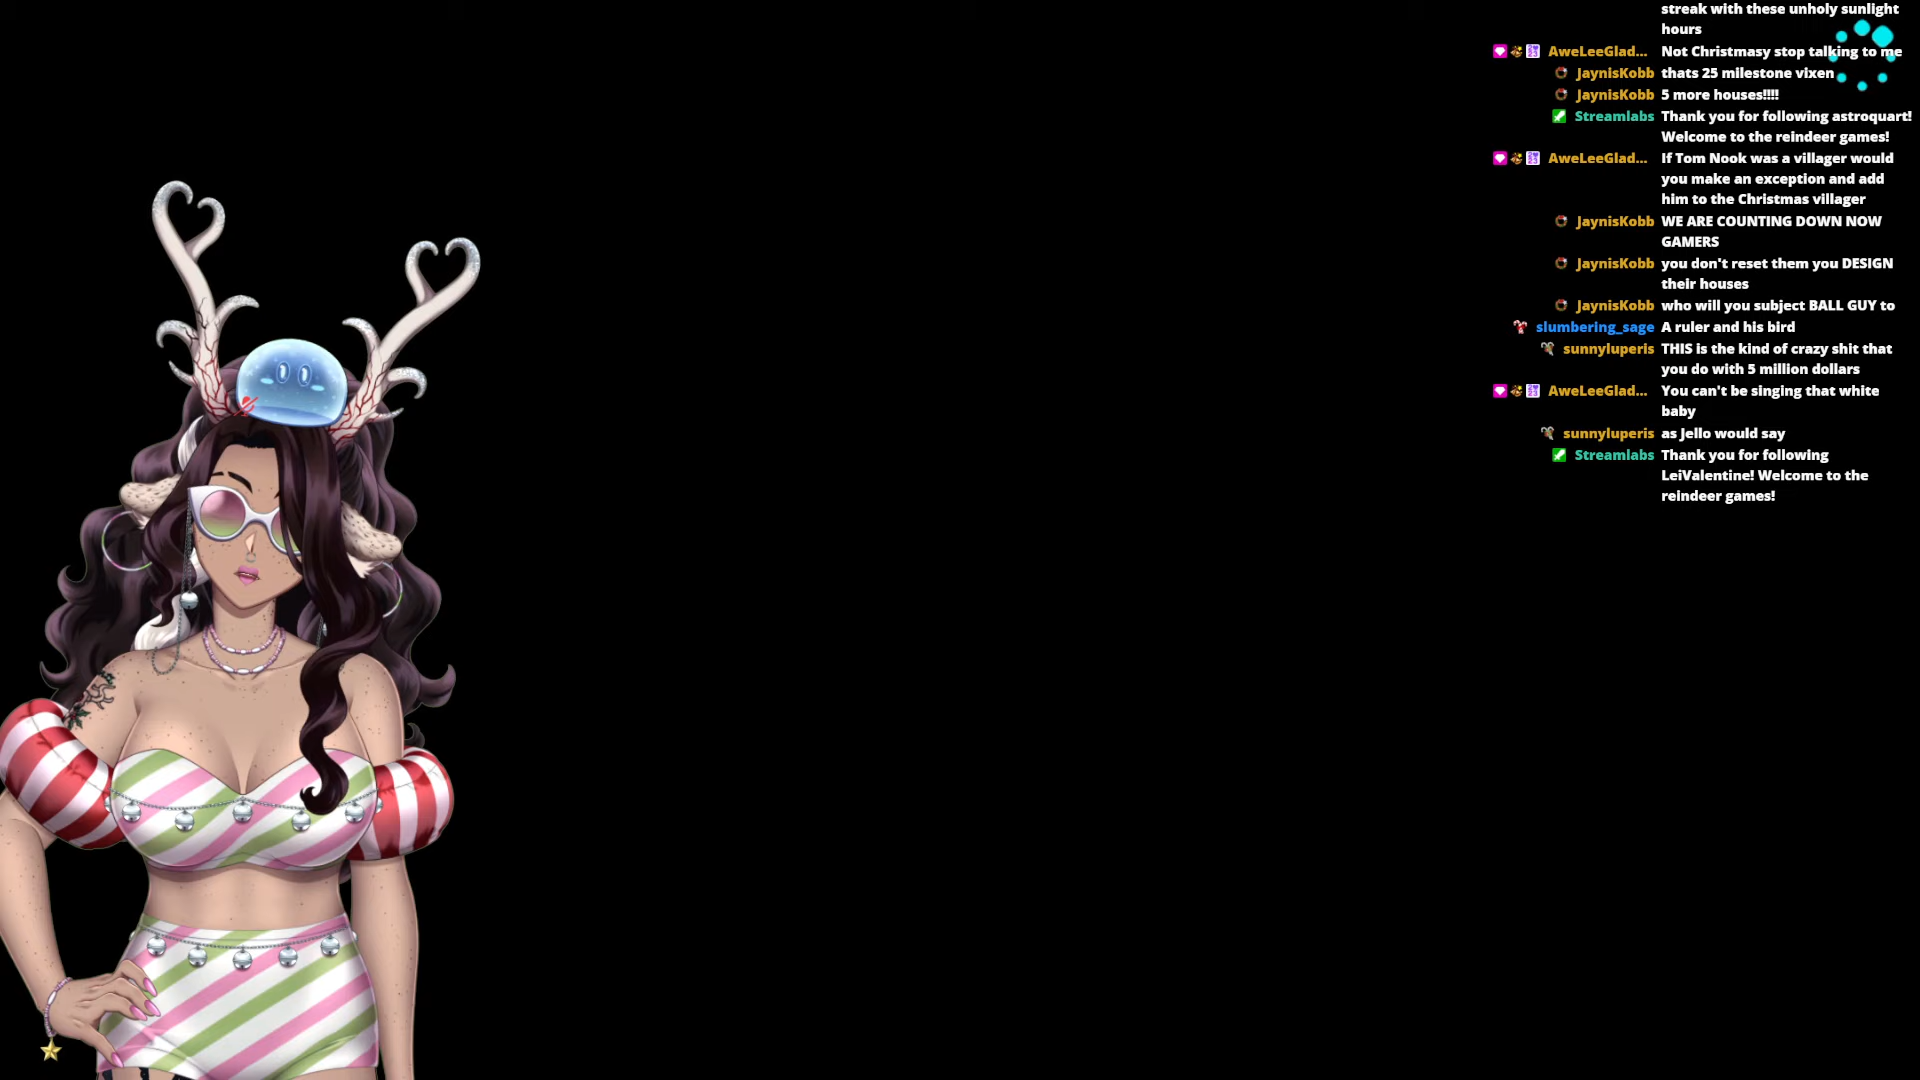 streak with these unholy sunlight
hours
AweLeeGlad... Not Christmasy stop talking to me
JaynisKobb thats 25 milestone vixen
JaynisKobb 5 more houses!!!!
Streamlabs Thank you for following astroquart!
Welcome to the reindeer games!
AweLeeGlad... If Tom Nook was a villager would
you make an exception and add
him to the Christmas villager
JaynisKobb WE ARE COUNTING DOWN NOW
GAMERS
JaynisKobb you don't reset them you DESIGN
their houses
JaynisKobb who will you subject BALL GUY to
slumbering_sage A ruler and his bird
sunnyluperis THIS is the kind of crazy shit that
you do with 5 million dollars
AweLeeGlad... You can't be singing that white
baby
sunnyluperis as Jello would say
Streamlabs Thank you for following
LeiValentine! Welcome to the
reindeer games!